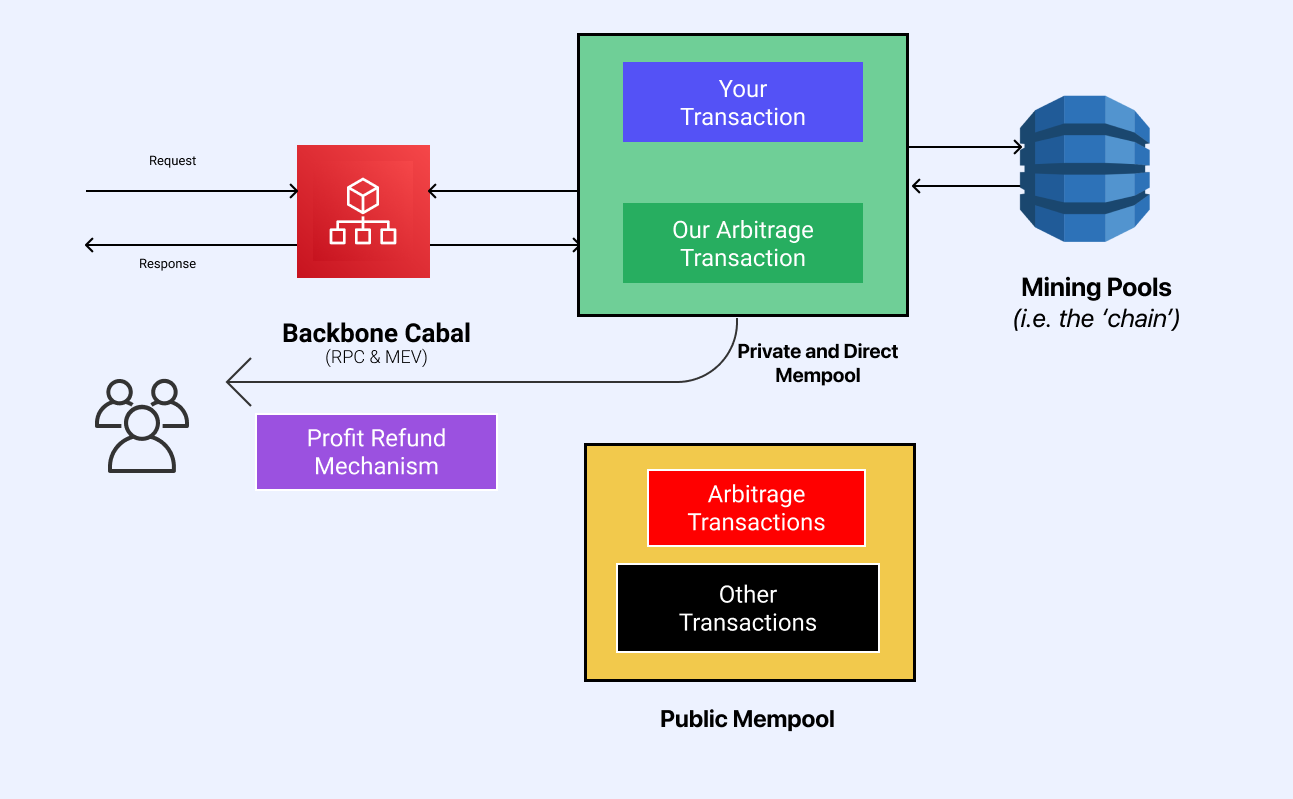 Your
Transaction
Request
Our Arbitrage
Transaction
Response
Mining Pools
(i.e. the ‘chain’)
Backbone Cabal
(RPC & MEV)
Private and Direct
Mempool
Profit Refund
Mechanism
Arbitrage
Transactions
Other
Transactions
Public Mempool